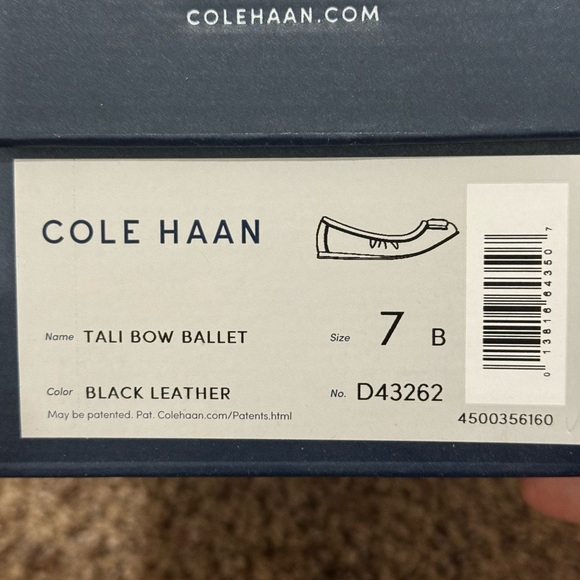 COLEHAAN.COM
COLE HAAN
Name TALI BOW BALLET
Size 7 B
Color BLACK LEATHER
No. D43262
May be patented. Pat. Colehaan.com/Patents.html
0 13816 64350 7
4500356160